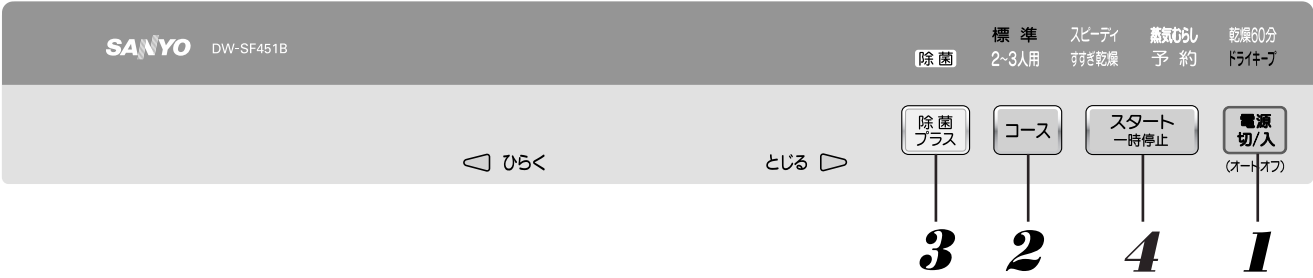 SANYO DW-SF451B
標準 スピーディ 蒸気むらし 乾燥60分
除菌 2~3人用 すすぎ乾燥 予約 ドライキープ
除菌
プラス
コース
スタート
一時停止
電源
切/入
(オートオフ)
ひらく とじる
3 2 4 1